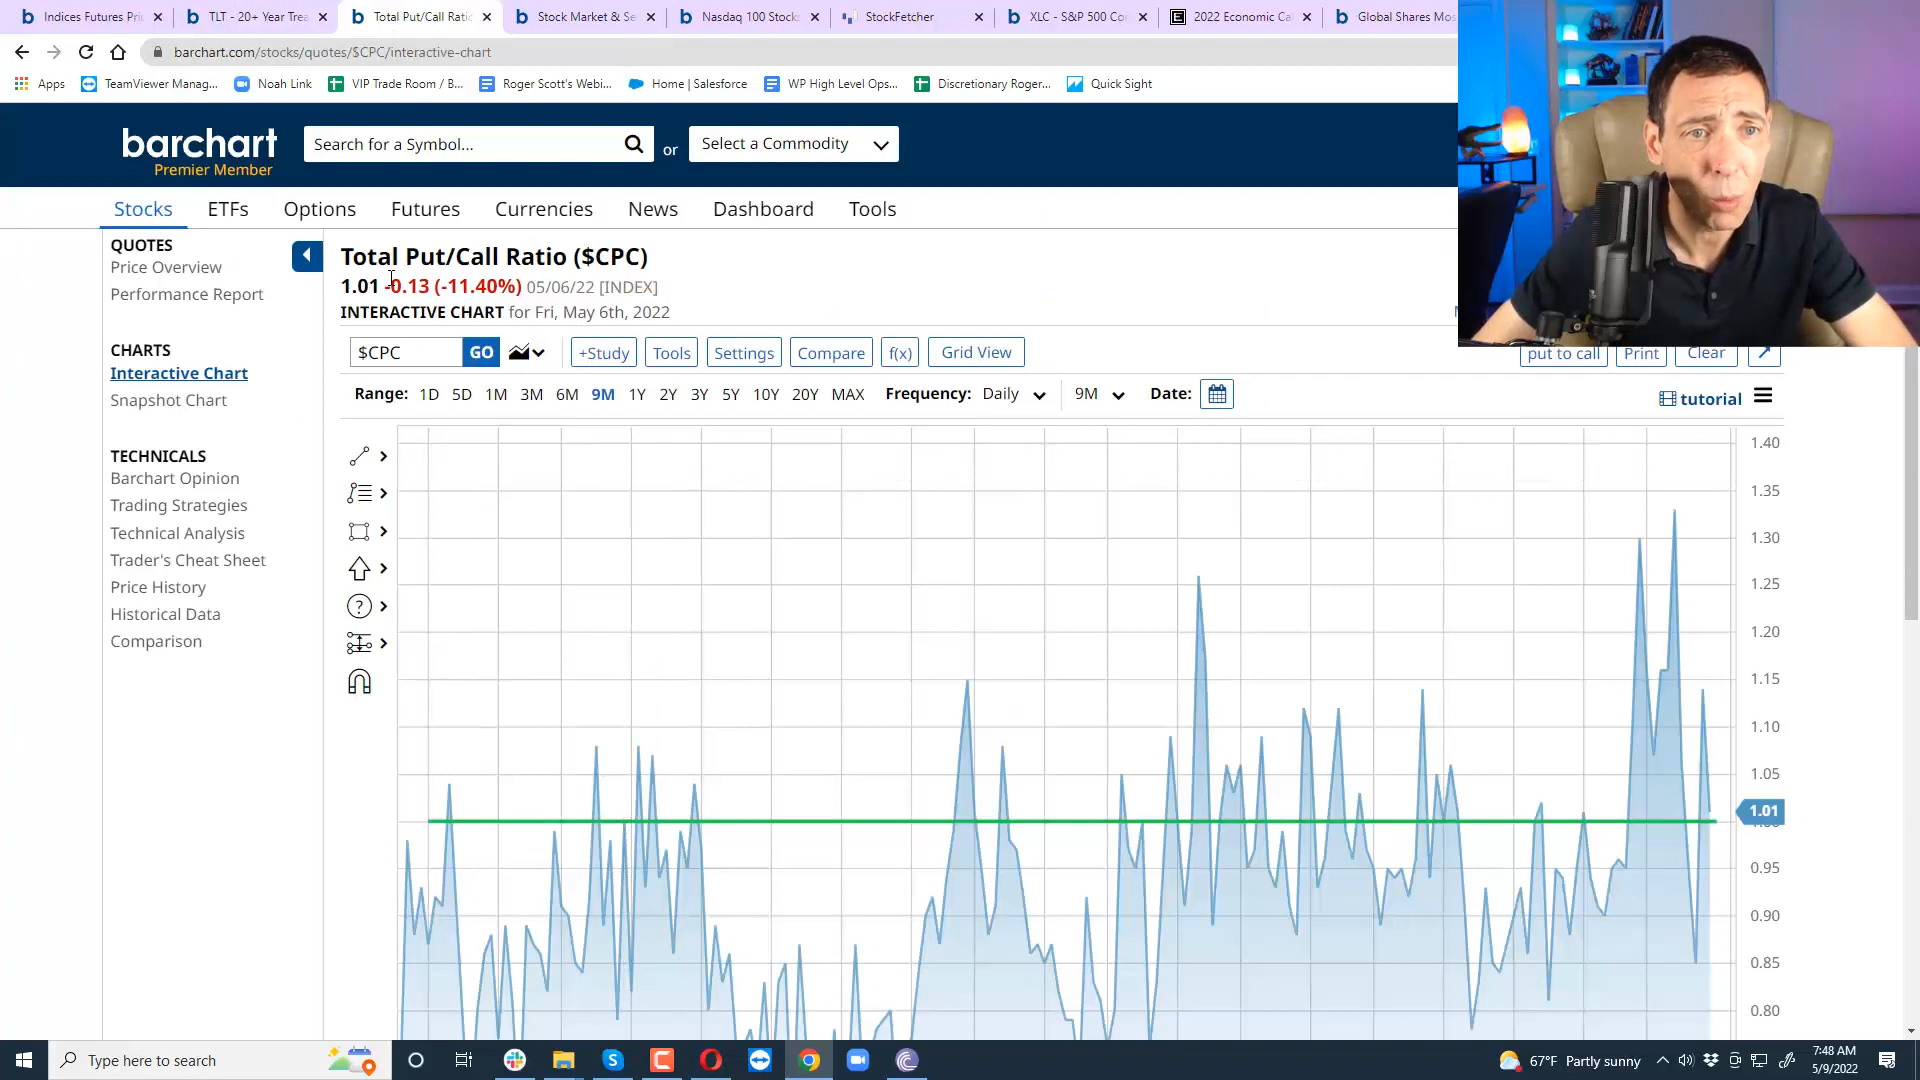 Indices Futures Pri
TLT - 20+ Year Trea
Total Put/Call Ratio
Stock Market & Se
Nasdaq 100 Stock
StockFetcher
XLC - S&P 500 Co
2022 Economic Ca
Global Shares Mos
barchart.com/stocks/quotes/$CPC/interactive-chart
Apps
TeamViewer Manag...
Noah Link
VIP Trade Room / B...
Roger Scott's Webi...
Home | Salesforce
WP High Level Ops...
Discretionary Roger...
Quick Sight
barchart
Premier Member
Search for a Symbol...
or
Select a Commodity
Stocks
ETFs
Options
Futures
Currencies
News
Dashboard
Tools
QUOTES
Price Overview
Performance Report
CHARTS
Interactive Chart
Snapshot Chart
TECHNICALS
Barchart Opinion
Trading Strategies
Technical Analysis
Trader's Cheat Sheet
Price History
Historical Data
Comparison
Total Put/Call Ratio ($CPC)
1.01 -0.13 (-11.40%) 05/06/22 [INDEX]
INTERACTIVE CHART for Fri, May 6th, 2022
$CPC
GO
+Study
Tools
Settings
Compare
f(x)
Grid View
put to call
Print
Clear
Range: 1D 5D 1M 3M 6M 9M 1Y 2Y 3Y 5Y 10Y 20Y MAX
Frequency: Daily
9M
Date:
tutorial
1.40
1.35
1.30
1.25
1.20
1.15
1.10
1.05
1.01
0.95
0.90
0.85
0.80
Type here to search
67°F Partly sunny
7:48 AM
5/9/2022